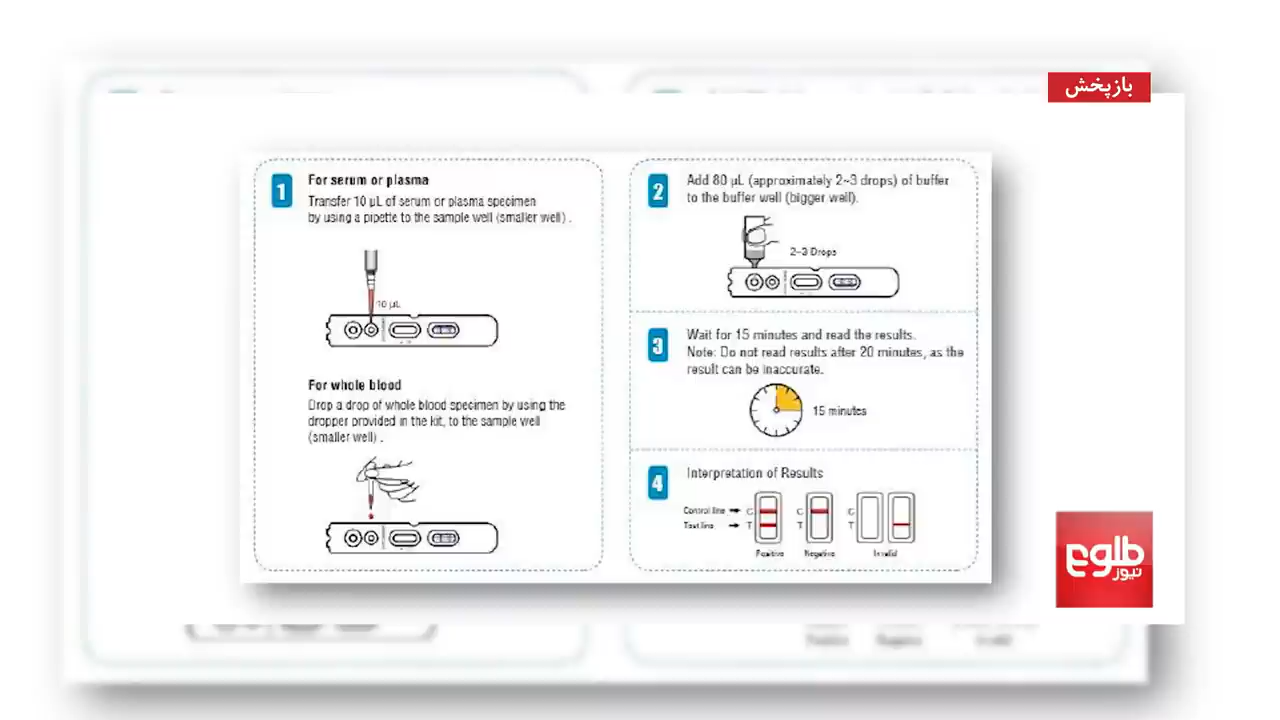 بازپخش
1
For serum or plasma
Transfer 10 µL of serum or plasma specimen
by using a pipette to the sample well (smaller well) .
10 µL
For whole blood
Drop a drop of whole blood specimen by using the
dropper provided in the kit, to the sample well
(smaller well) .
2
Add 80 µL (approximately 2~3 drops) of buffer
to the buffer well (bigger well).
2~3 Drops
3
Wait for 15 minutes and read the results.
Note: Do not read results after 20 minutes, as the
result can be inaccurate.
15 minutes
4
Interpretation of Results
Control line C C C
Test line T T T
Positive Negative Invalid
طلوع
نیوز